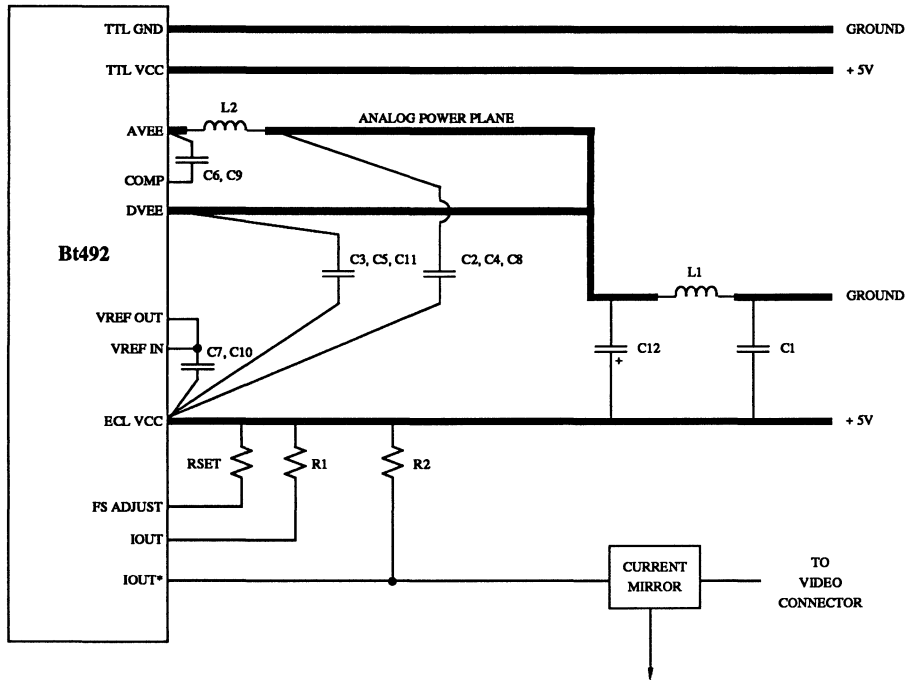 TTL GND
GROUND
TTL VCC
+ 5V
L2
ANALOG POWER PLANE
AVEE
C6, C9
COMP
DVEE
Bt492
C3, C5, C11
C2, C4, C8
L1
GROUND
VREF OUT
VREF IN
C7, C10
C12
C1
+
ECL VCC
+ 5V
RSET
R1
R2
FS ADJUST
IOUT
IOUT*
CURRENT
MIRROR
TO
VIDEO
CONNECTOR